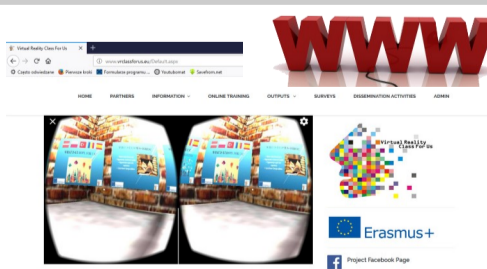 WWW
Virtual Reality Class For Us
www.vrclassforus.eu/Default.aspx
Często odwiedzane
Pierwsze kroki
Formularze programu ...
Youtubomat
Savefrom.net
HOME
PARTNERS
INFORMATION
ONLINE TRAINING
OUTPUTS
SURVEYS
DISSEMINATION ACTIVITIES
ADMIN
Virtual Reality
Class For Us
Erasmus+
Project Facebook Page